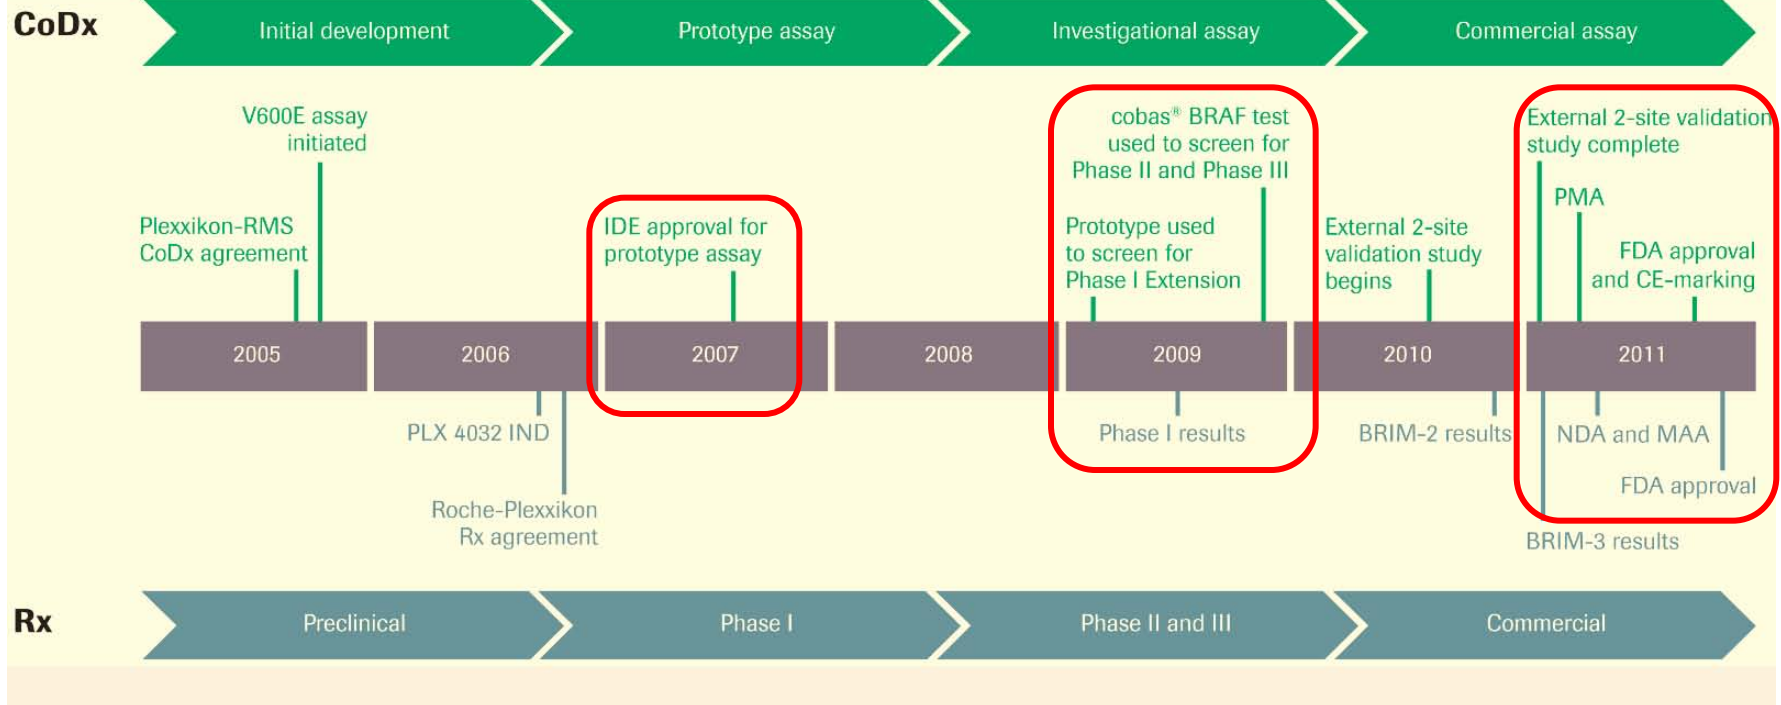 CoDx
Initial development
Prototype assay
Investigational assay
Commercial assay
V600E assay
initiated
Plexxikon-RMS
CoDx agreement
IDE approval for
prototype assay
cobas® BRAF test
used to screen for
Phase II and Phase III
Prototype used
to screen for
Phase I Extension
External 2-site
validation study
begins
External 2-site validation
study complete
PMA
FDA approval
and CE-marking
2005
2006
2007
2008
2009
2010
2011
PLX 4032 IND
Roche-Plexxikon
Rx agreement
Phase I results
BRIM-2 results
NDA and MAA
FDA approval
BRIM-3 results
Rx
Preclinical
Phase I
Phase II and III
Commercial